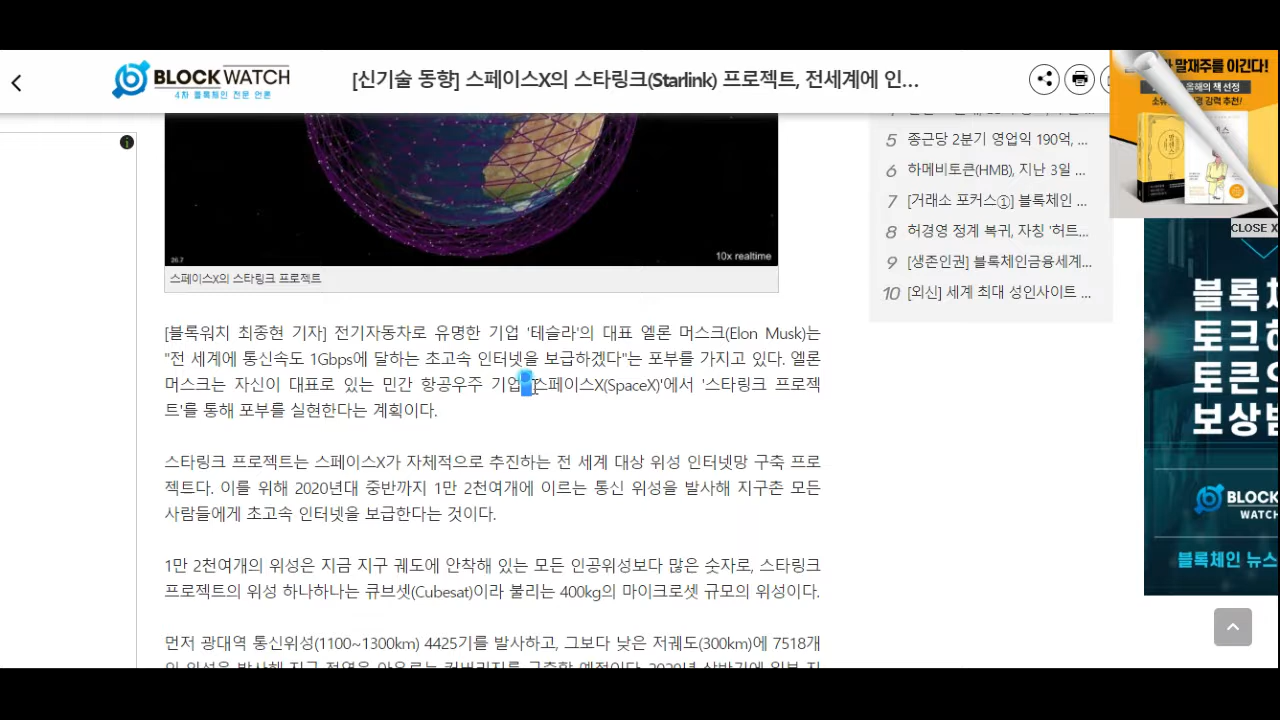 BLOCKWATCH
4차 블록체인 전문 언론
[신기술 동향] 스페이스X의 스타링크(Starlink) 프로젝트, 전세계에 인...
말재주를 이긴다!
올해의 책 선정
강력 추천!
CLOSE X
26.7
10x realtime
스페이스X의 스타링크 프로젝트
5 종근당 2분기 영업익 190억, ...
6 하메비토큰(HMB), 지난 3일 ...
7 [거래소 포커스①] 블록체인 ...
8 허경영 정계 복귀, 자칭 '허트...
9 [생존인권] 블록체인금융세계...
10 [외신] 세계 최대 성인사이트 ...
[블록워치 최종현 기자] 전기자동차로 유명한 기업 '테슬라'의 대표 엘론 머스크(Elon Musk)는
"전 세계에 통신속도 1Gbps에 달하는 초고속 인터넷을 보급하겠다"는 포부를 가지고 있다. 엘론
머스크는 자신이 대표로 있는 민간 항공우주 기업 '스페이스X(SpaceX)'에서 '스타링크 프로젝
트'를 통해 포부를 실현한다는 계획이다.
스타링크 프로젝트는 스페이스X가 자체적으로 추진하는 전 세계 대상 위성 인터넷망 구축 프로
젝트다. 이를 위해 2020년대 중반까지 1만 2천여개에 이르는 통신 위성을 발사해 지구촌 모든
사람들에게 초고속 인터넷을 보급한다는 것이다.
1만 2천여개의 위성은 지금 지구 궤도에 안착해 있는 모든 인공위성보다 많은 숫자로, 스타링크
프로젝트의 위성 하나하나는 큐브셋(Cubesat)이라 불리는 400kg의 마이크로셋 규모의 위성이다.
먼저 광대역 통신위성(1100~1300km) 4425기를 발사하고, 그보다 낮은 저궤도(300km)에 7518개
블록체
토크
토큰
보상
BLOCK
WATCH
블록체인 뉴스